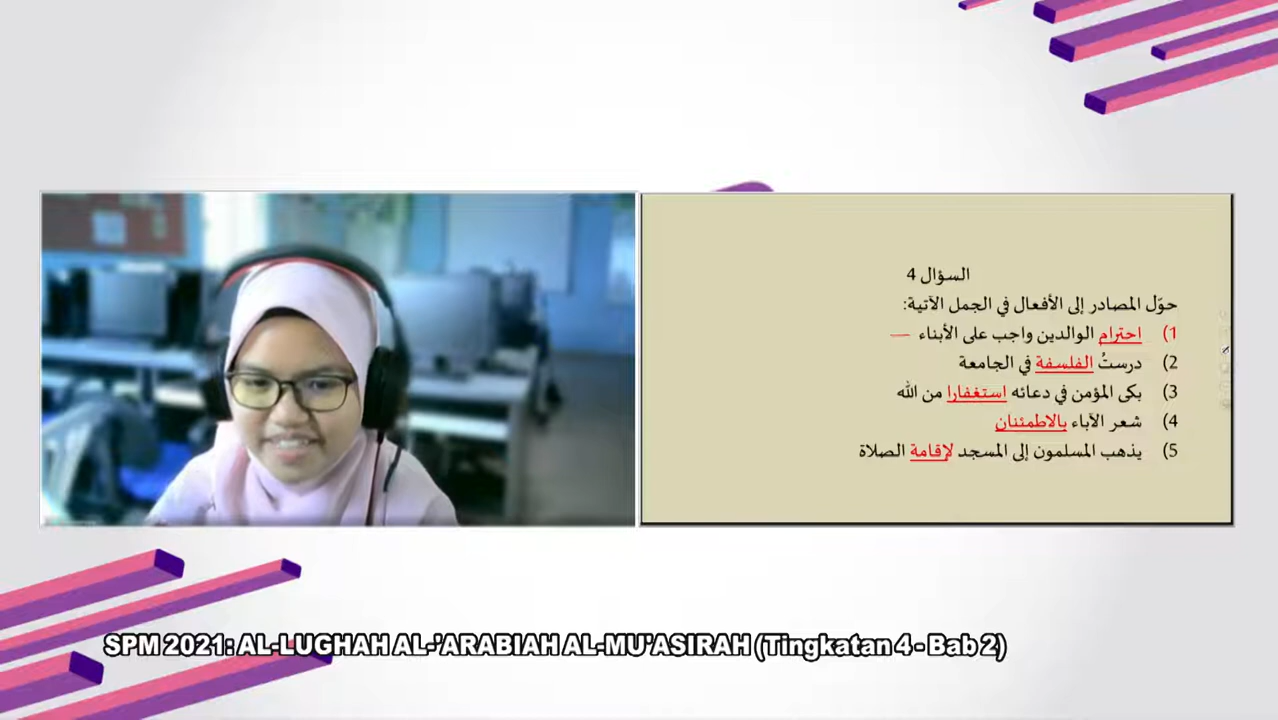 السؤال 4
حوّل المصادر إلى الأفعال في الجمل الآتية:
1) احترام الوالدين واجب على الأبناء
2) درستُ الفلسفة في الجامعة
3) بكى المؤمن في دعائه استغفارا من الله
4) شعر الآباء بالاطمئنان
5) يذهب المسلمون إلى المسجد لإقامة الصلاة
SPM 2021: AL-LUGHAH AL-'ARABIAH AL-MU'ASIRAH (Tingkatan 4 - Bab 2)